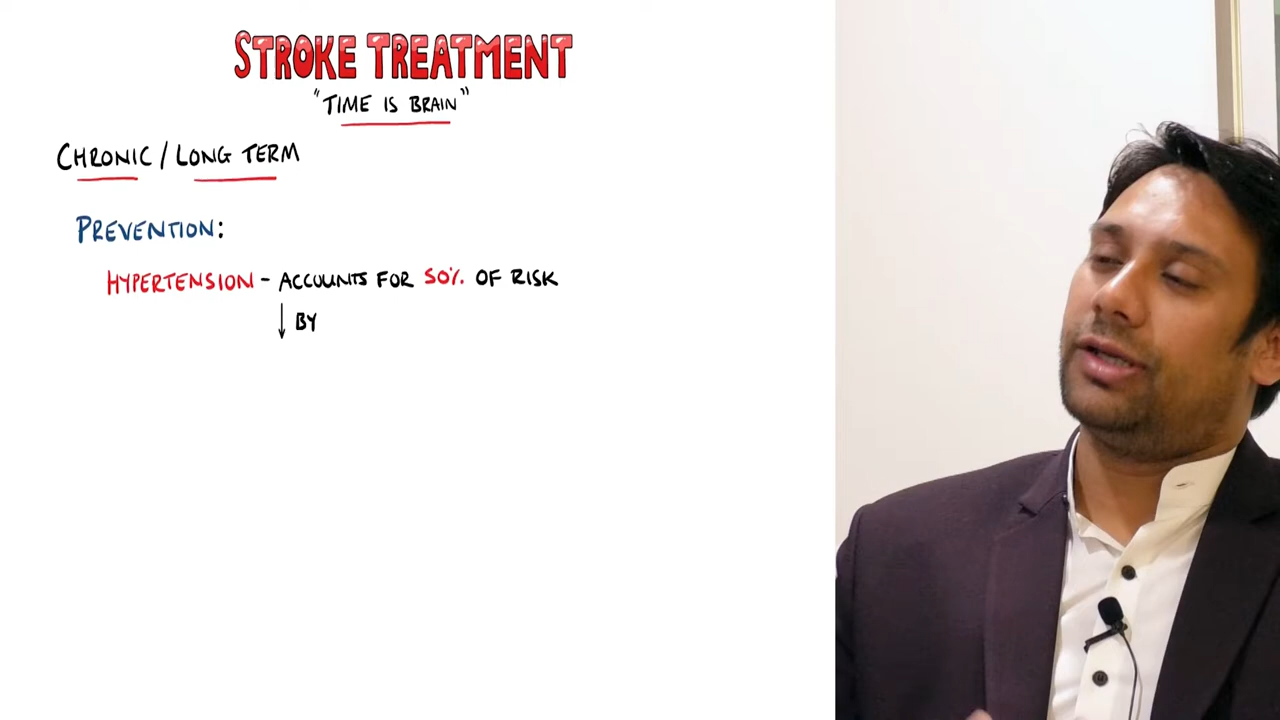 STROKE TREATMENT
"TIME IS BRAIN"
CHRONIC / LONG TERM
PREVENTION:
HYPERTENSION - ACCOUNTS FOR 50% OF RISK
↓ BY